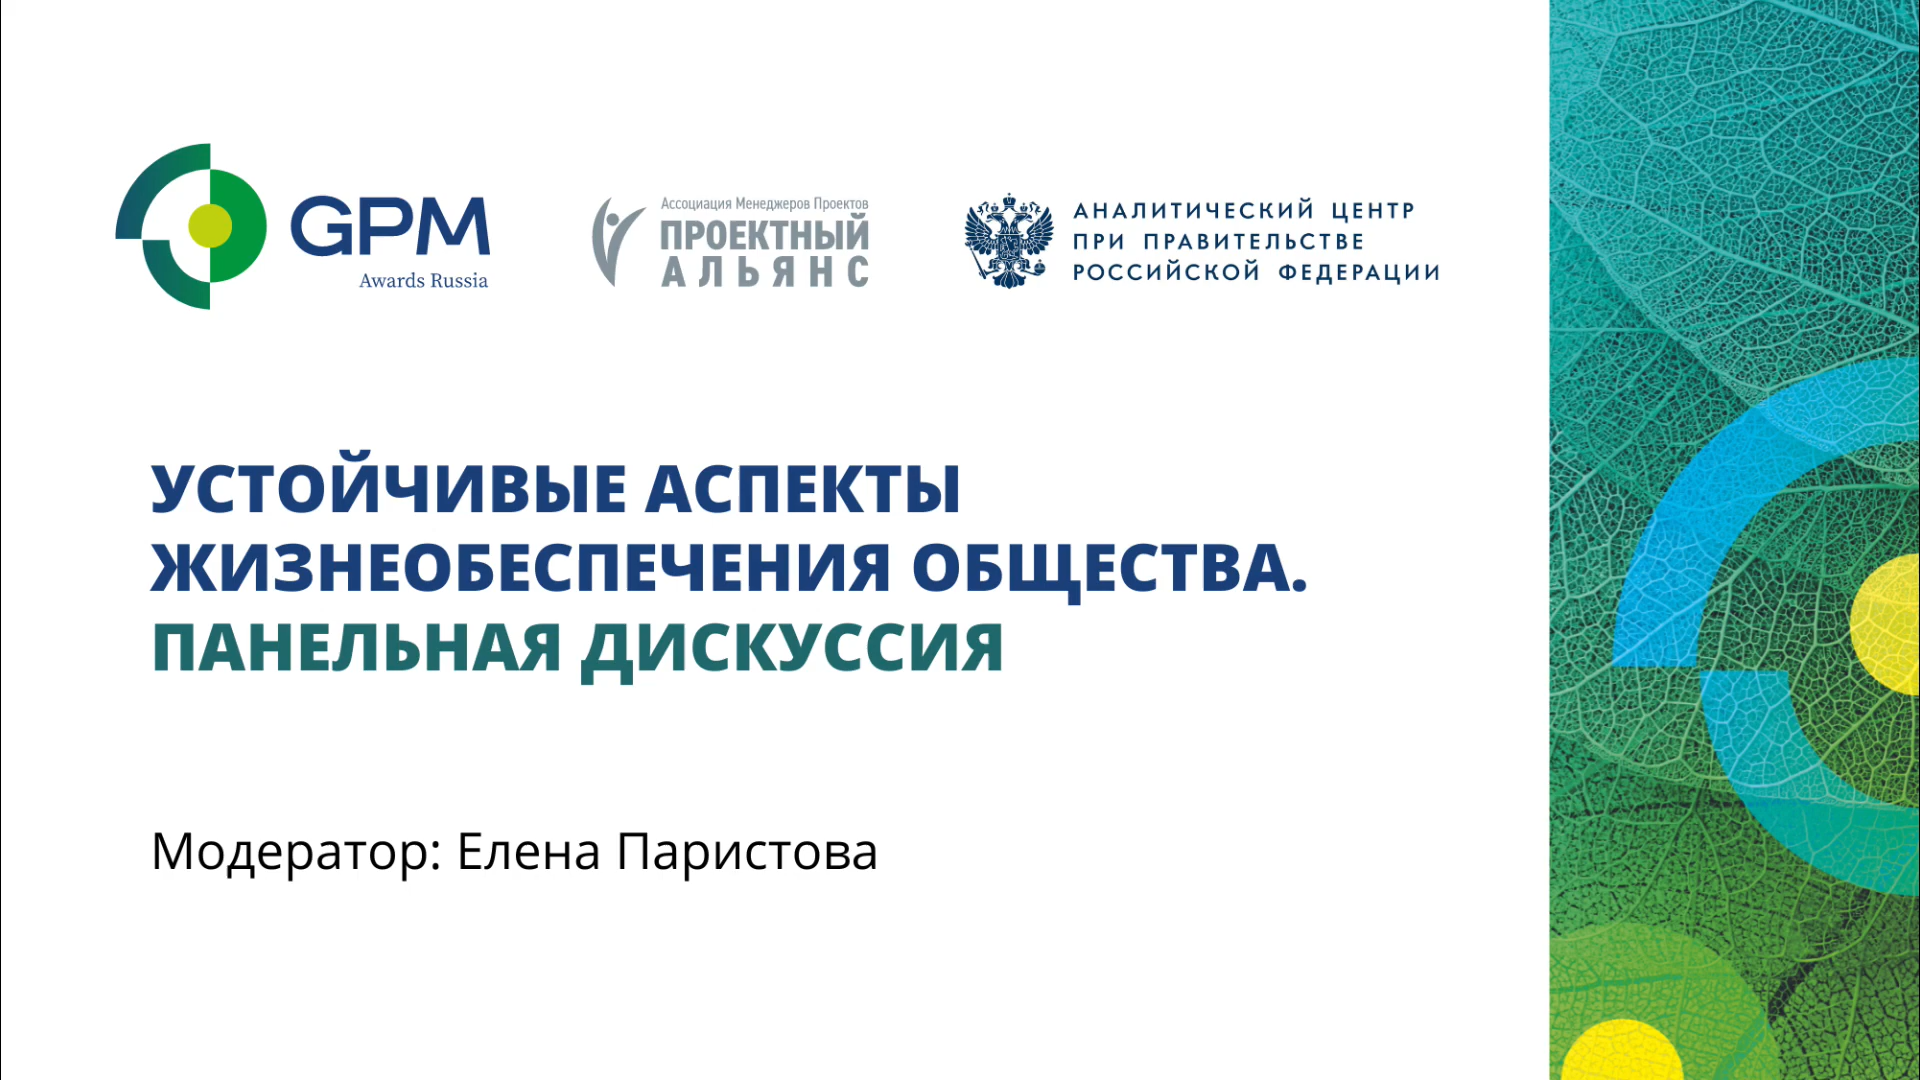 GPM
Awards Russia
Ассоциация Менеджеров Проектов
ПРОЕКТНЫЙ
АЛЬЯНС
АНАЛИТИЧЕСКИЙ ЦЕНТР
ПРИ ПРАВИТЕЛЬСТВЕ
РОССИЙСКОЙ ФЕДЕРАЦИИ
УСТОЙЧИВЫЕ АСПЕКТЫ
ЖИЗНЕОБЕСПЕЧЕНИЯ ОБЩЕСТВА.
ПАНЕЛЬНАЯ ДИСКУССИЯ
Модератор: Елена Паристова